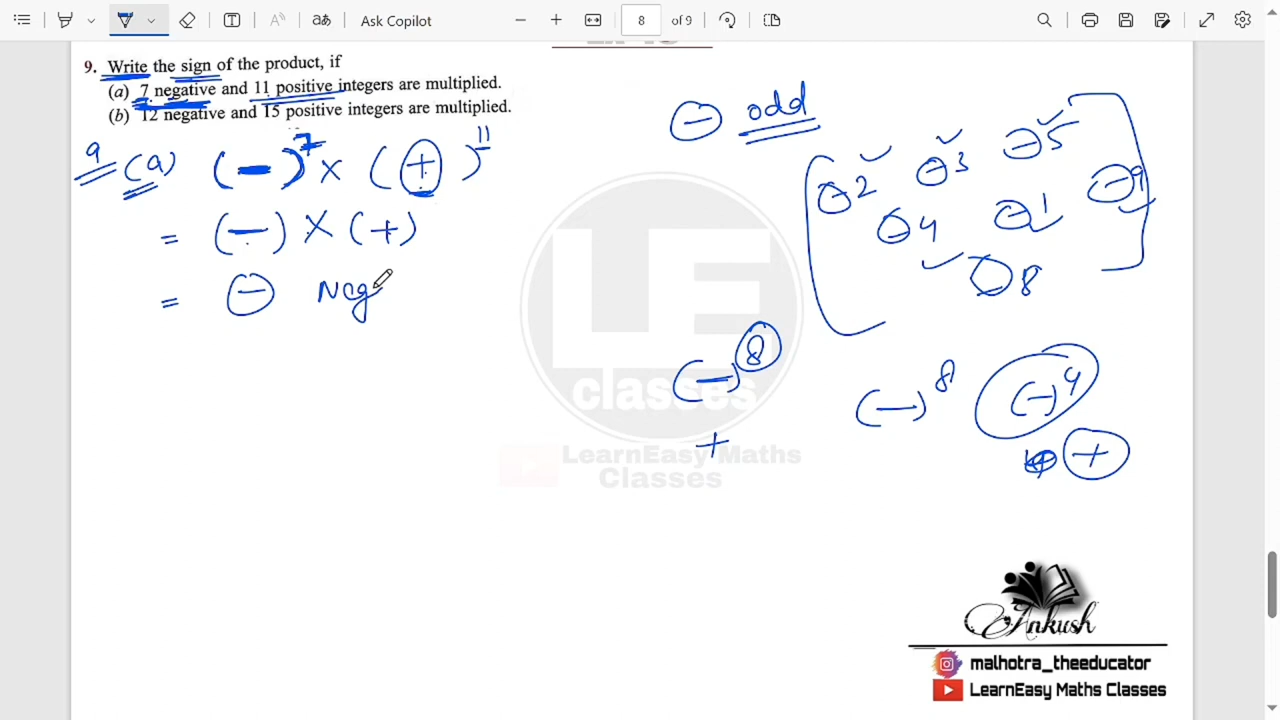 Ask Copilot
8 of 9
9. Write the sign of the product, if
(a) 7 negative and 11 positive integers are multiplied.
(b) 12 negative and 15 positive integers are multiplied.
9 (a) (−)^7 × (+)^11
= (−) × (+)
= − Neg
− odd
−2 −3 −5
−4 −1 −9
8
(−)^8
+
(−)^8 (−)^4
+
LE
classes
LearnEasy Maths
Classes
Ankush
malhotra_theeducator
LearnEasy Maths Classes